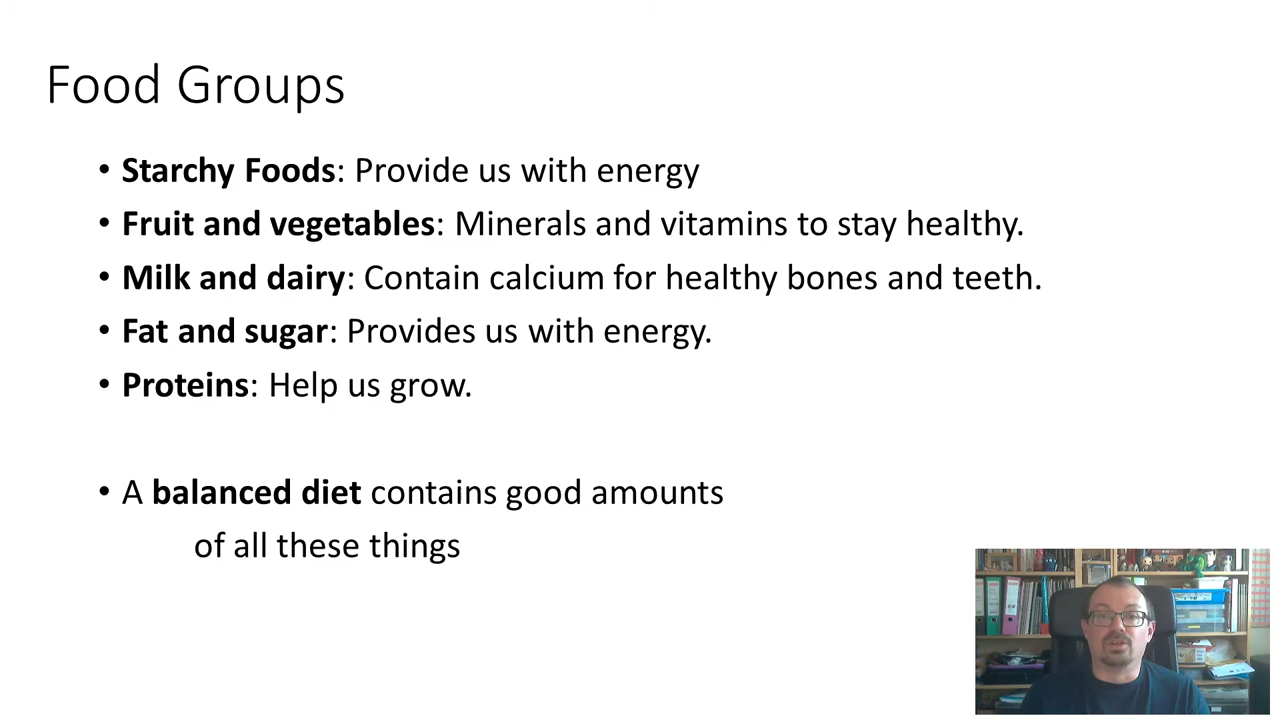 Food Groups
• Starchy Foods: Provide us with energy
• Fruit and vegetables: Minerals and vitamins to stay healthy.
• Milk and dairy: Contain calcium for healthy bones and teeth.
• Fat and sugar: Provides us with energy.
• Proteins: Help us grow.
• A balanced diet contains good amounts
of all these things